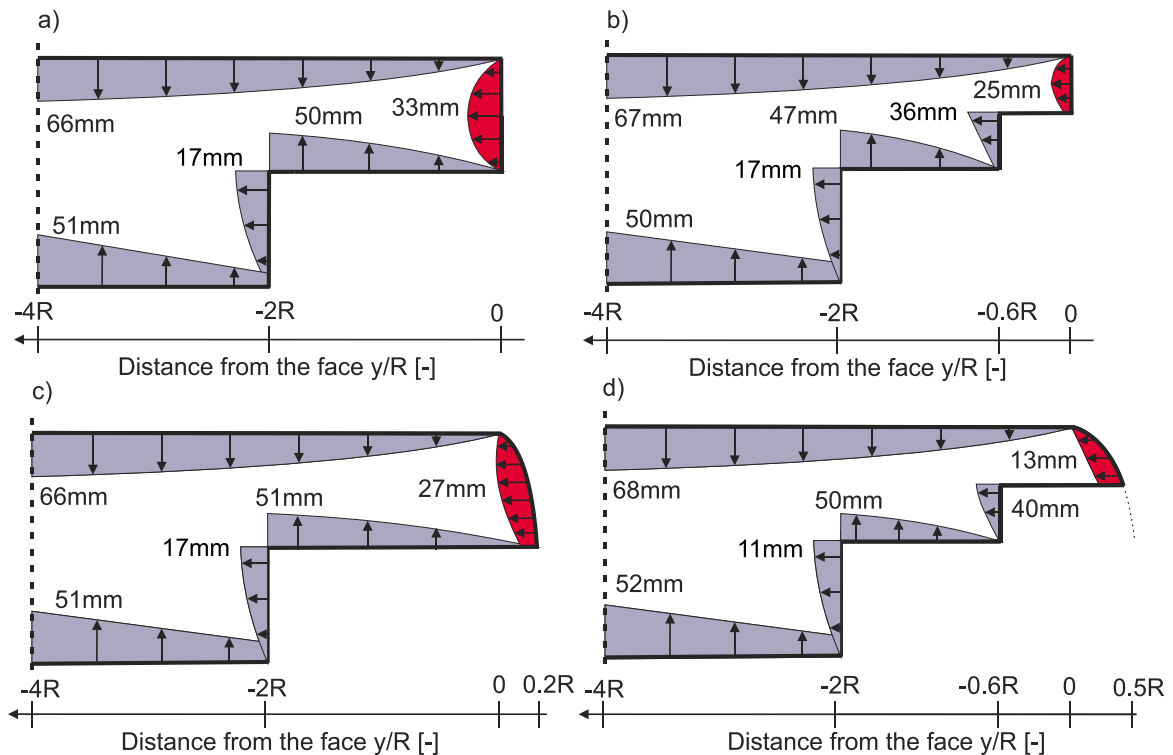 a)
66mm
50mm
33mm
17mm
51mm
-4R
-2R
0
Distance from the face y/R [-]
b)
67mm
47mm
36mm
25mm
17mm
50mm
-4R
-2R
-0.6R
0
Distance from the face y/R [-]
c)
66mm
51mm
27mm
17mm
51mm
-4R
-2R
0
0.2R
Distance from the face y/R [-]
d)
68mm
50mm
13mm
40mm
11mm
52mm
-4R
-2R
-0.6R
0
0.5R
Distance from the face y/R [-]